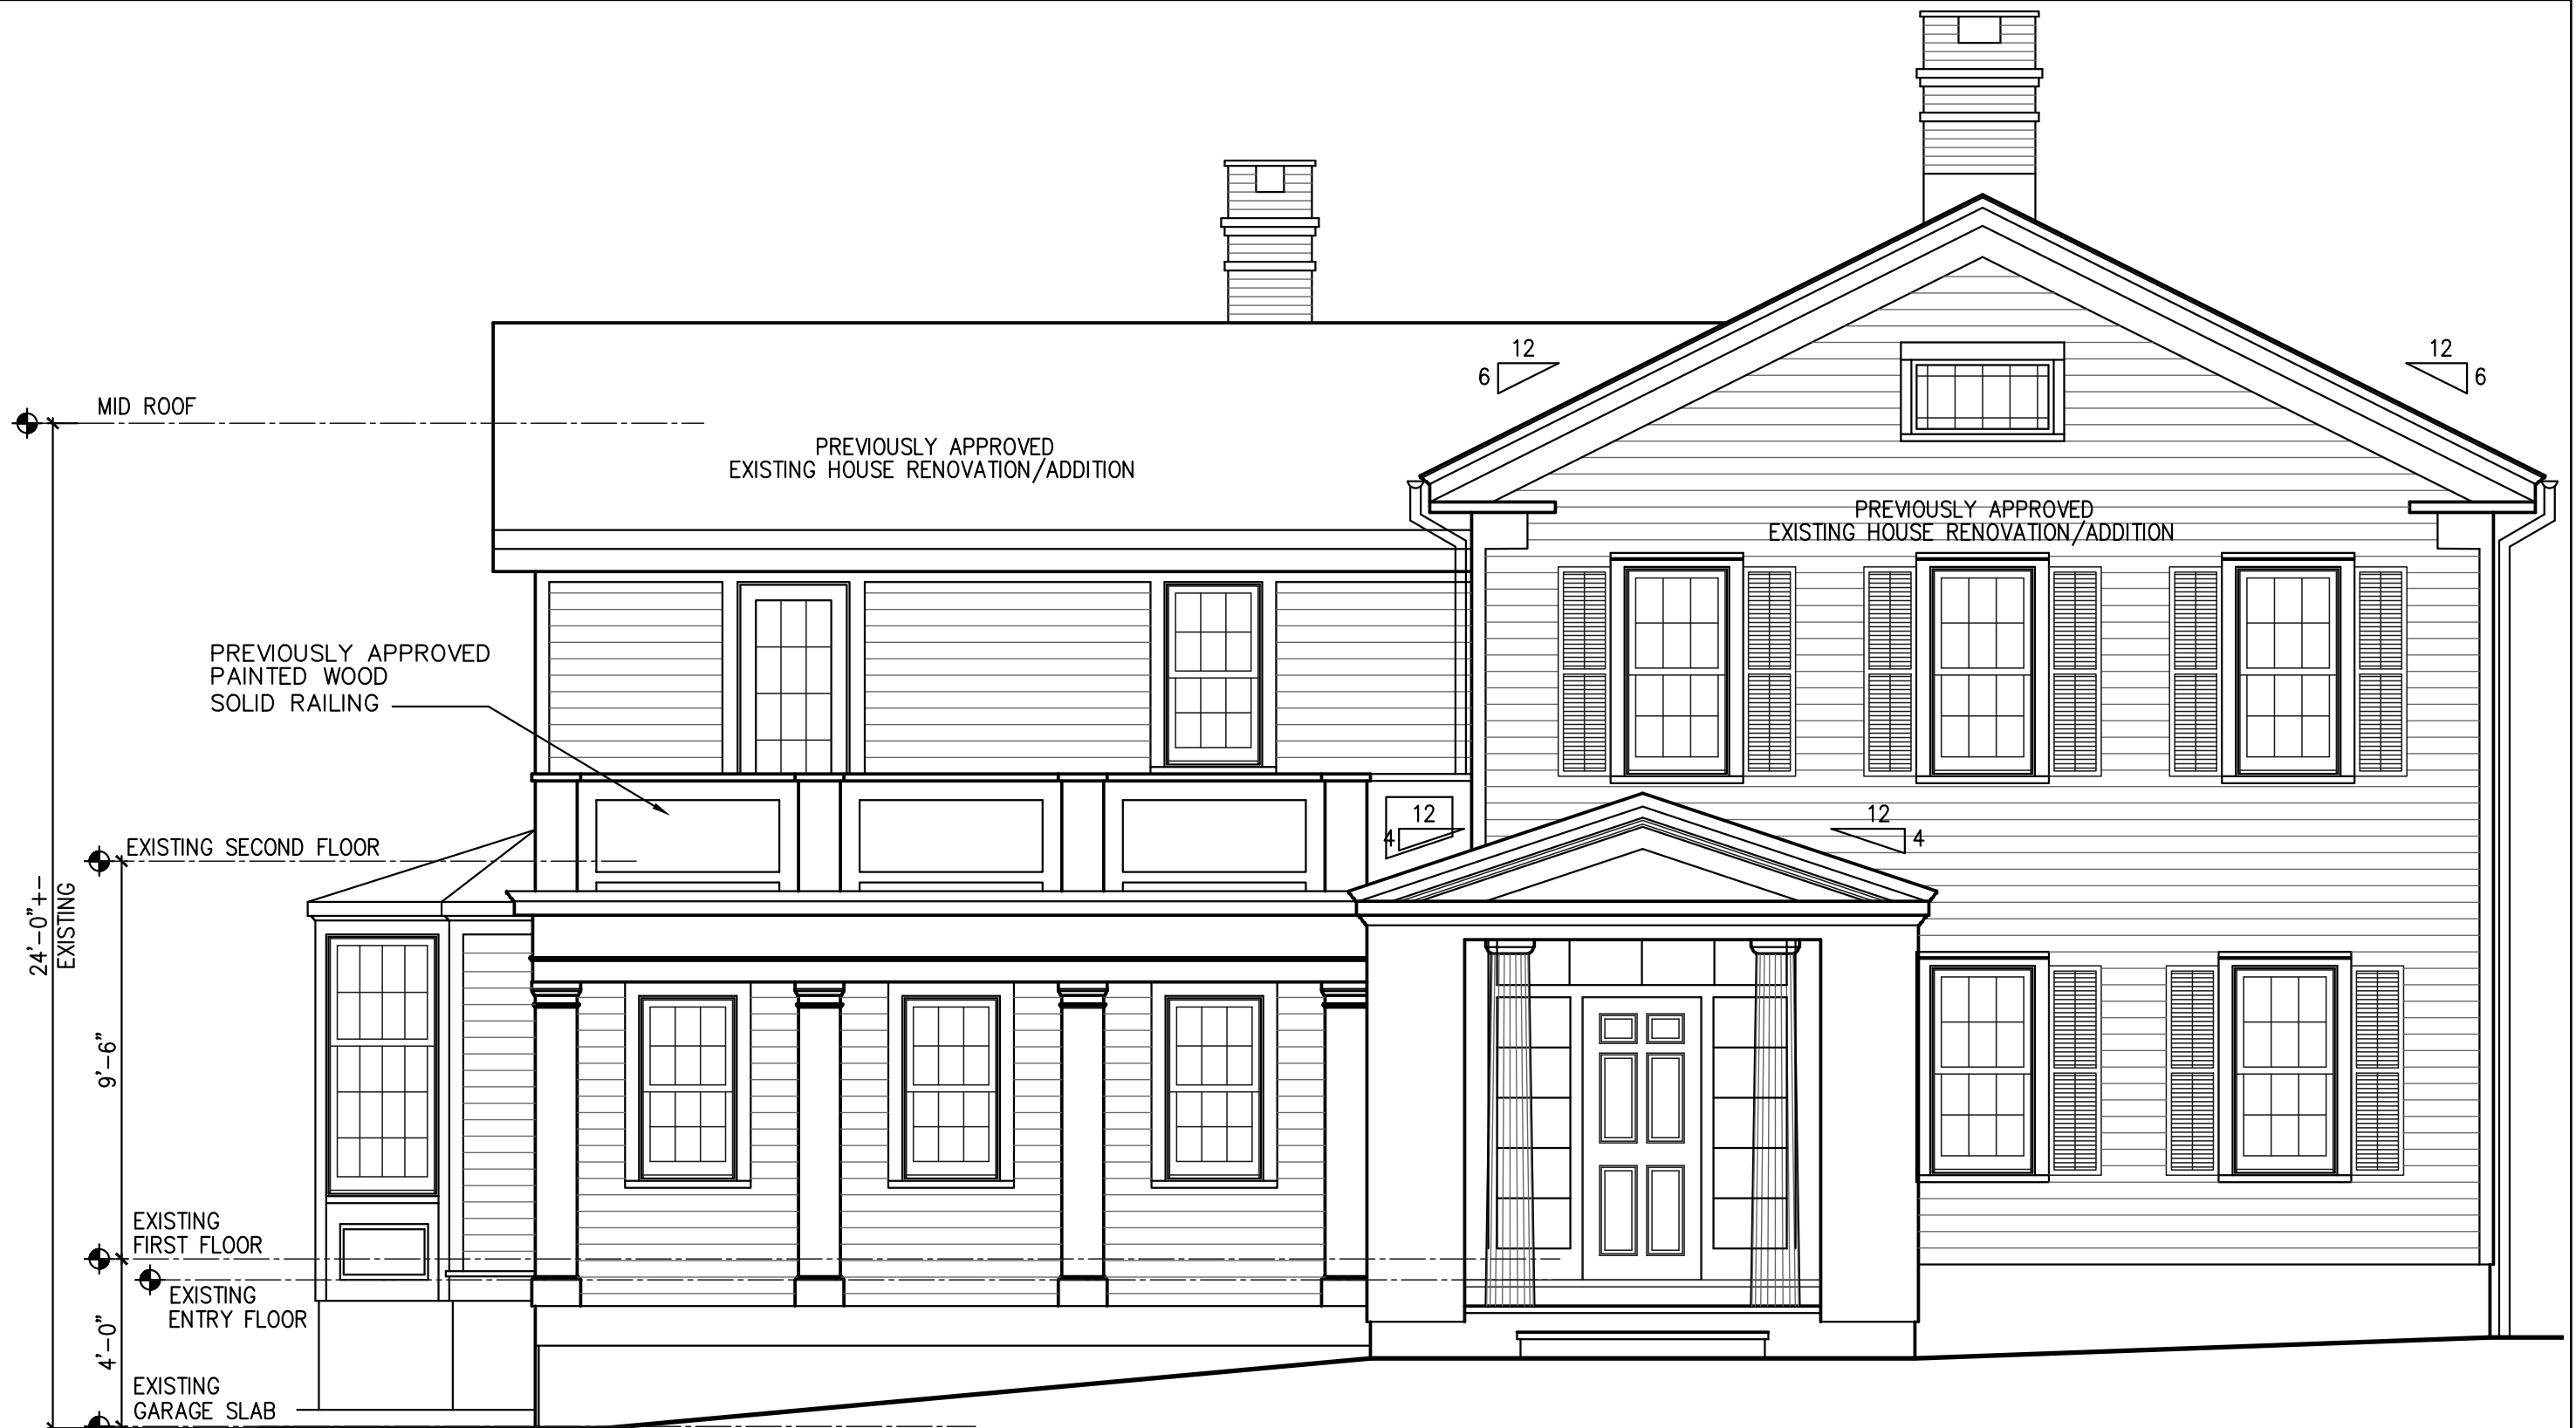 12
6
12
6
MID ROOF
PREVIOUSLY APPROVED
EXISTING HOUSE RENOVATION/ADDITION
PREVIOUSLY APPROVED
EXISTING HOUSE RENOVATION/ADDITION
PREVIOUSLY APPROVED
PAINTED WOOD
SOLID RAILING
12
4
12
4
EXISTING SECOND FLOOR
24'-0"+-
EXISTING
9'-6"
EXISTING
FIRST FLOOR
EXISTING
ENTRY FLOOR
4'-0"
EXISTING
GARAGE SLAB